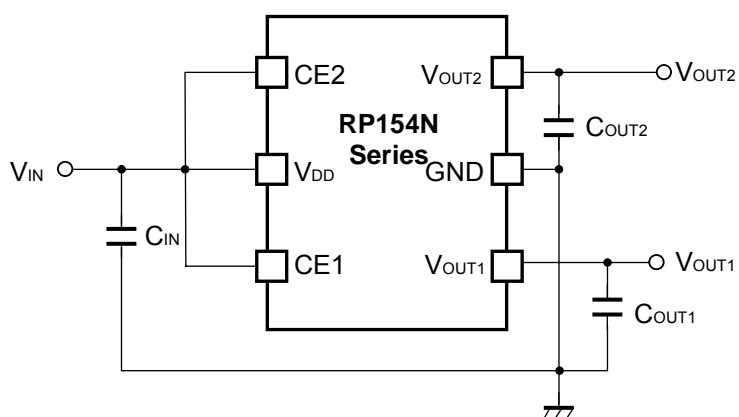 CE2
VOUT2
VOUT2
RP154N
Series
COUT2
VIN
VDD
GND
CIN
CE1
VOUT1
VOUT1
COUT1